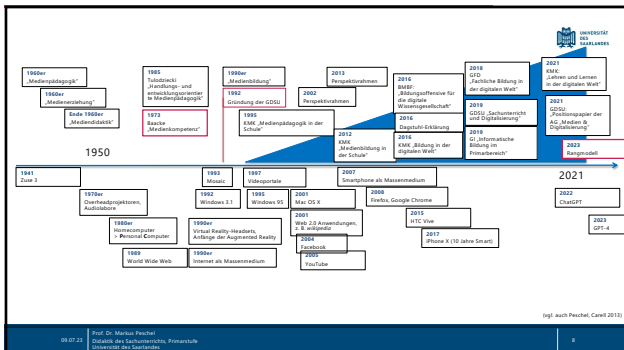 UNIVERSITÄT
DES
SAARLANDES
1960er
„Medienpädagogik"
1960er
„Medienerziehung"
Ende 1960er
„Mediendidaktik"
1985
Tulodziecki
„Handlungs- und
entwicklungsorientier
te Medienpädagogik"
1973
Baacke
„Medienkompetenz"
1990er
„Medienbildung"
1992
Gründung der GDSU
1995
KMK „Medienpädagogik in der
Schule"
2002
Perspektivrahmen
2013
Perspektivrahmen
2012
KMK
„Medienbildung in
der Schule"
2016
BMBF:
"Bildungsoffensive für
die digitale
Wissensgesellschaft"
2016
Dagstuhl-Erklärung
2016
KMK „Bildung in der
digitalen Welt"
2018
GFD
„Fachliche Bildung in
der digitalen Welt"
2019
GDSU „Sachunterricht
und Digitalisierung"
2019
GI „Informatische
Bildung im
Primarbereich"
2021
KMK:
"Lehren und Lernen
in der digitalen Welt"
2021
GDSU:
"Positionspapier der
AG „Medien &
Digitalisierung"
2023
Rangmodell
1950
2021
1941
Zuse 3
1970er
Overheadprojektoren,
Audiolabore
1980er
Homecomputer
> Personal Computer
1989
World Wide Web
1993
Mosaic
1992
Windows 3.1
1990er
Virtual Reality-Headsets,
Anfänge der Augmented Reality
1990er
Internet als Massenmedium
1997
Videoportale
1995
Windows 95
2001
Mac OS X
2001
Web 2.0 Anwendungen,
z. B. wikipedia
2004
Facebook
2005
YouTube
2007
Smartphone als Massenmedium
2008
Firefox, Google Chrome
2015
HTC Vive
2017
iPhone X (10 Jahre Smart)
2022
ChatGPT
2023
GPT-4
(vgl. auch Peschel, Carell 2013)
09.07.23
Prof. Dr. Markus Peschel
Didaktik des Sachunterrichts, Primarstufe
Universität des Saarlandes
8